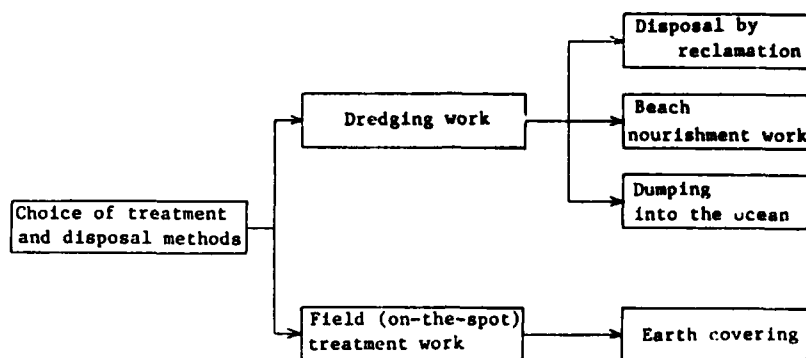 Disposal by
reclamation
Dredging work
Beach
nourishment work
Dumping
into the ocean
Choice of treatment
and disposal methods
Field (on-the-spot)
treatment work
Earth covering